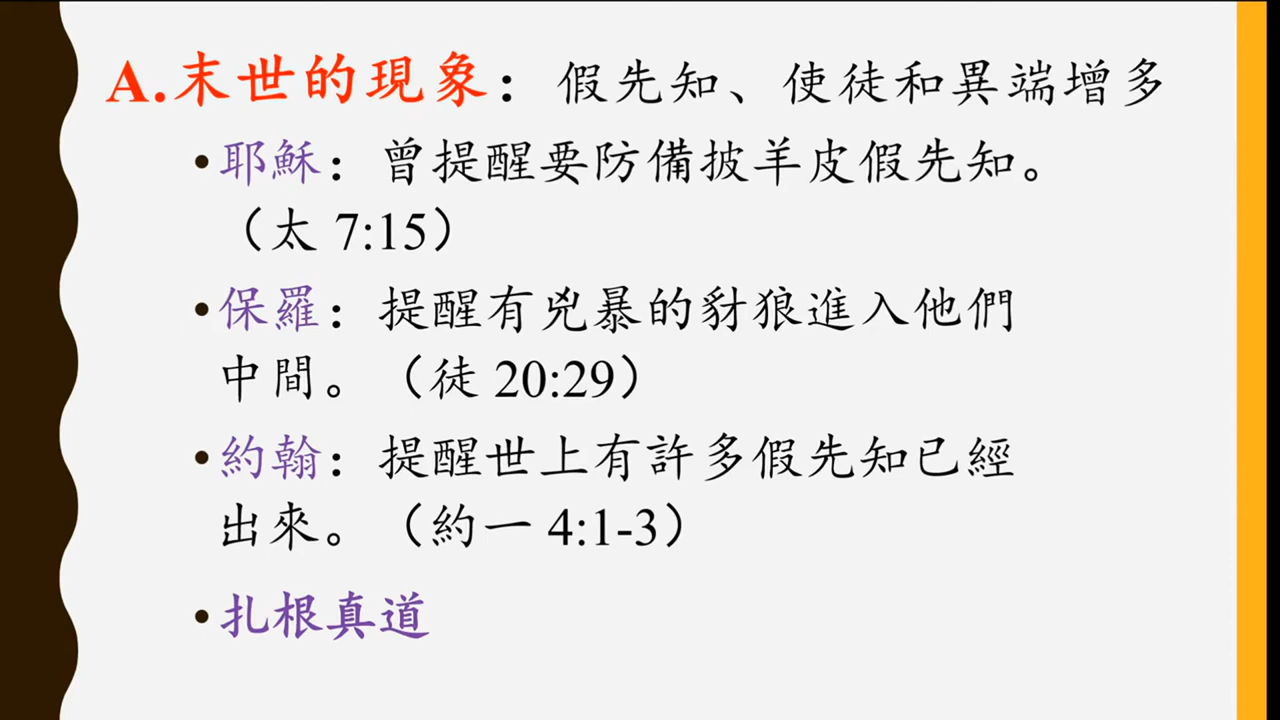 A.末世的現象：假先知、使徒和異端增多
•耶穌：曾提醒要防備披羊皮假先知。
（太 7:15）
•保羅：提醒有兇暴的豺狼進入他們
中間。（徒 20:29）
•約翰：提醒世上有許多假先知已經
出來。（約一 4:1-3）
•扎根真道